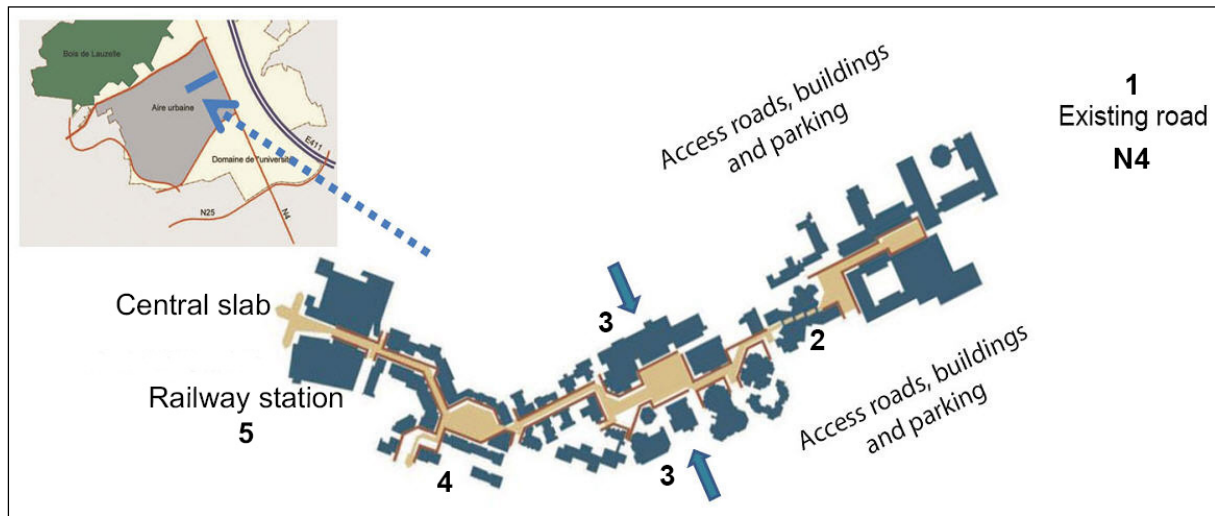 Bois de Lauzelle
Aire urbaine
Domaine de l'université
E411
N25
N4
Access roads, buildings
and parking
1
Existing road
N4
Central slab
3
2
Railway station
5
Access roads, buildings
and parking
4
3